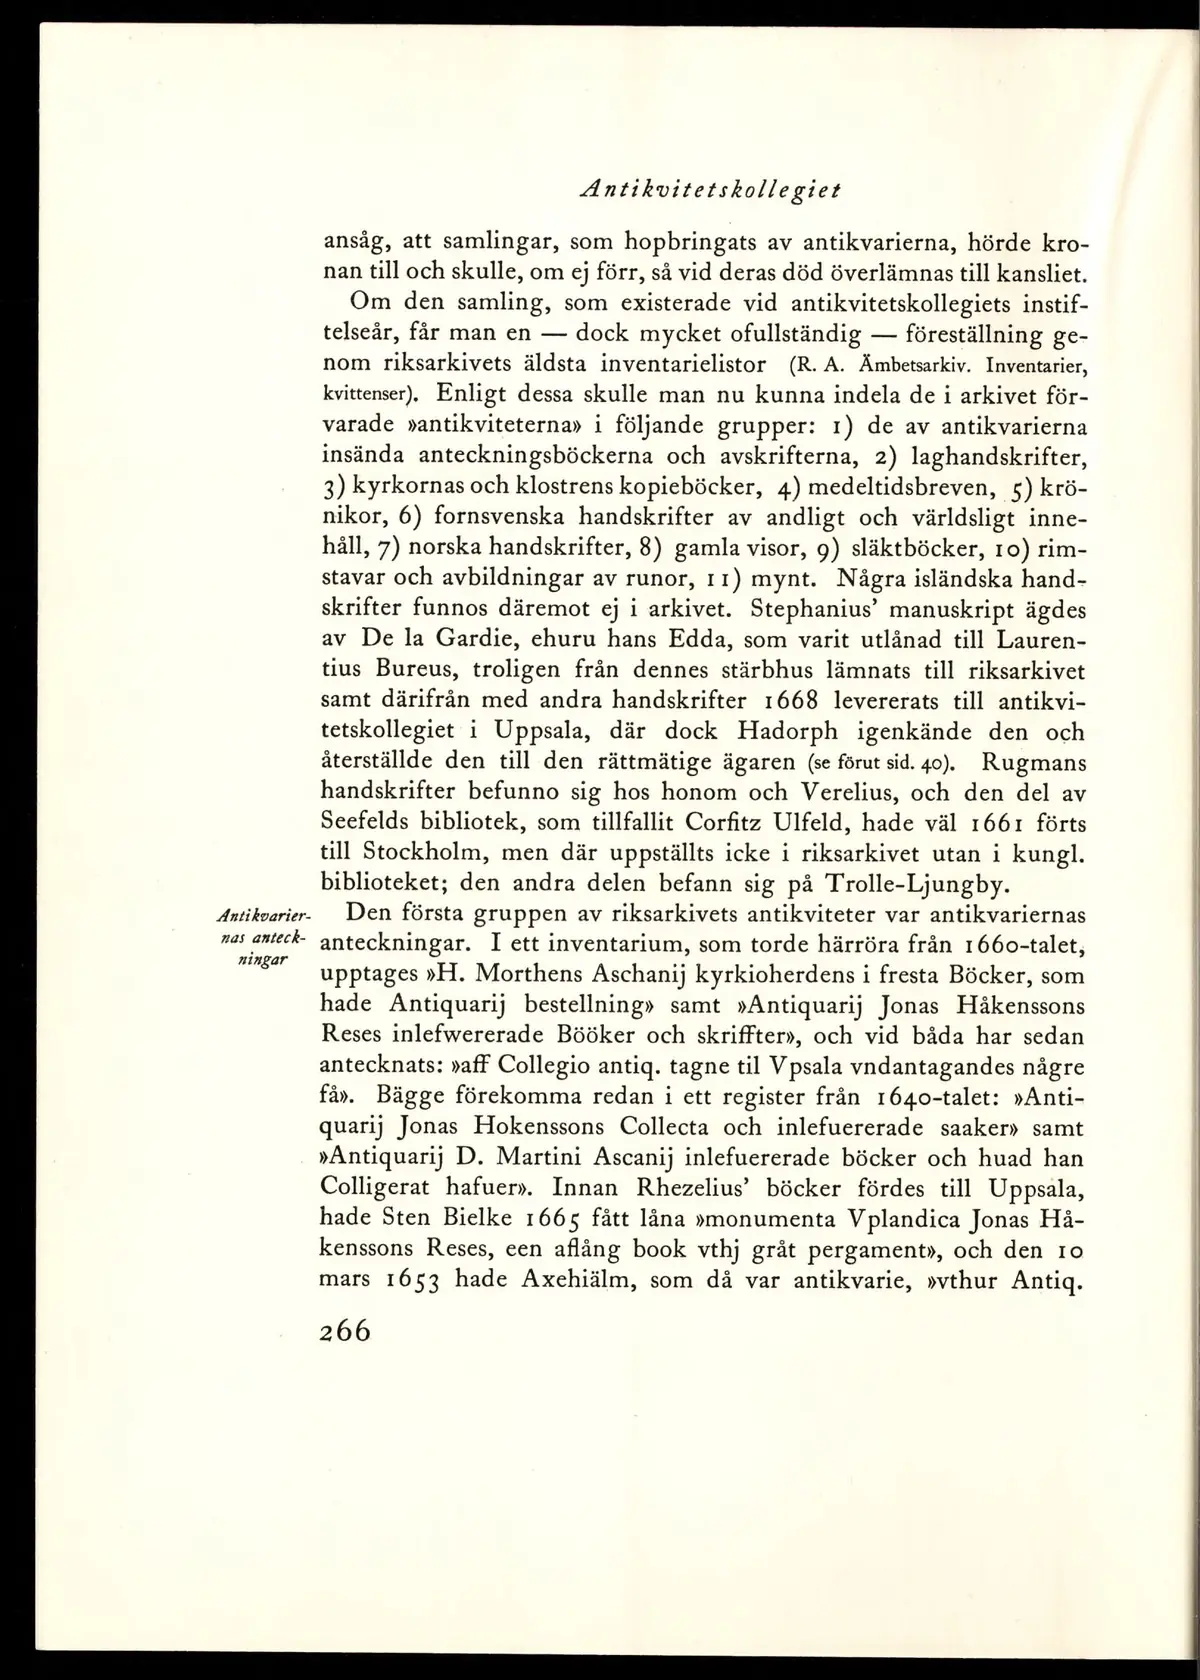 Antikvitetskollegiet
ansåg, att samlingar, som hopbringats av antikvarierna, hörde kro-
nan till och skulle, om ej förr, så vid deras död överlämnas till kansliet.
Om den samling, som existerade vid antikvitetskollegiets instif-
telseår, får man en — dock mycket ofullständig — föreställning ge-
nom riksarkivets äldsta inventarielistor (R. A. Ämbetsarkiv. Inventarier,
kvittenser). Enligt dessa skulle man nu kunna indela de i arkivet för-
varade »antikviteterna» i följande grupper: 1) de av antikvarierna
insända anteckningsböckerna och avskrifterna, 2) laghandskrifter,
3) kyrkornas och klostrens kopieböcker, 4) medeltidsbreven, 5) krö-
nikor, 6) fornsvenska handskrifter av andligt och världsligt inne-
håll, 7) norska handskrifter, 8) gamla visor, 9) släktböcker, 10) rim-
stavar och avbildningar av runor, 11) mynt. Några isländska hand-
skrifter funnos däremot ej i arkivet. Stephanius’ manuskript ägdes
av De la Gardie, ehuru hans Edda, som varit utlånad till Lauren-
tius Bureus, troligen från dennes stärbhus lämnats till riksarkivet
samt därifrån med andra handskrifter 1668 levererats till antikvi-
tetskollegiet i Uppsala, där dock Hadorph igenkände den och
återställde den till den rättmätige ägaren (se förut sid. 40). Rugmans
handskrifter befunno sig hos honom och Verelius, och den del av
Seefelds bibliotek, som tillfallit Corfitz Ulfeld, hade väl 1661 förts
till Stockholm, men där uppställts icke i riksarkivet utan i kungl.
biblioteket; den andra delen befann sig på Trolle-Ljungby.
Antikvarier-
nas anteck-
ningar
Den första gruppen av riksarkivets antikviteter var antikvariernas
anteckningar. I ett inventarium, som torde härröra från 1660-talet,
upptages »H. Morthens Aschanij kyrkioherdens i fresta Böcker, som
hade Antiquarij bestellning» samt »Antiquarij Jonas Håkenssons
Reses inlefwererade Bööker och skriffter», och vid båda har sedan
antecknats: »aff Collegio antiq. tagne til Vpsala vndantagandes någre
få». Bägge förekomma redan i ett register från 1640-talet: »Anti-
quarij Jonas Hokenssons Collecta och inlefuererade saaker» samt
»Antiquarij D. Martini Ascanij inlefuererade böcker och huad han
Colligerat hafuer». Innan Rhezelius’ böcker fördes till Uppsala,
hade Sten Bielke 1665 fått låna »monumenta Vplandica Jonas Hå-
kenssons Reses, een aflång book vthj gråt pergament», och den 10
mars 1653 hade Axehiälm, som då var antikvarie, »vthur Antiq.
266